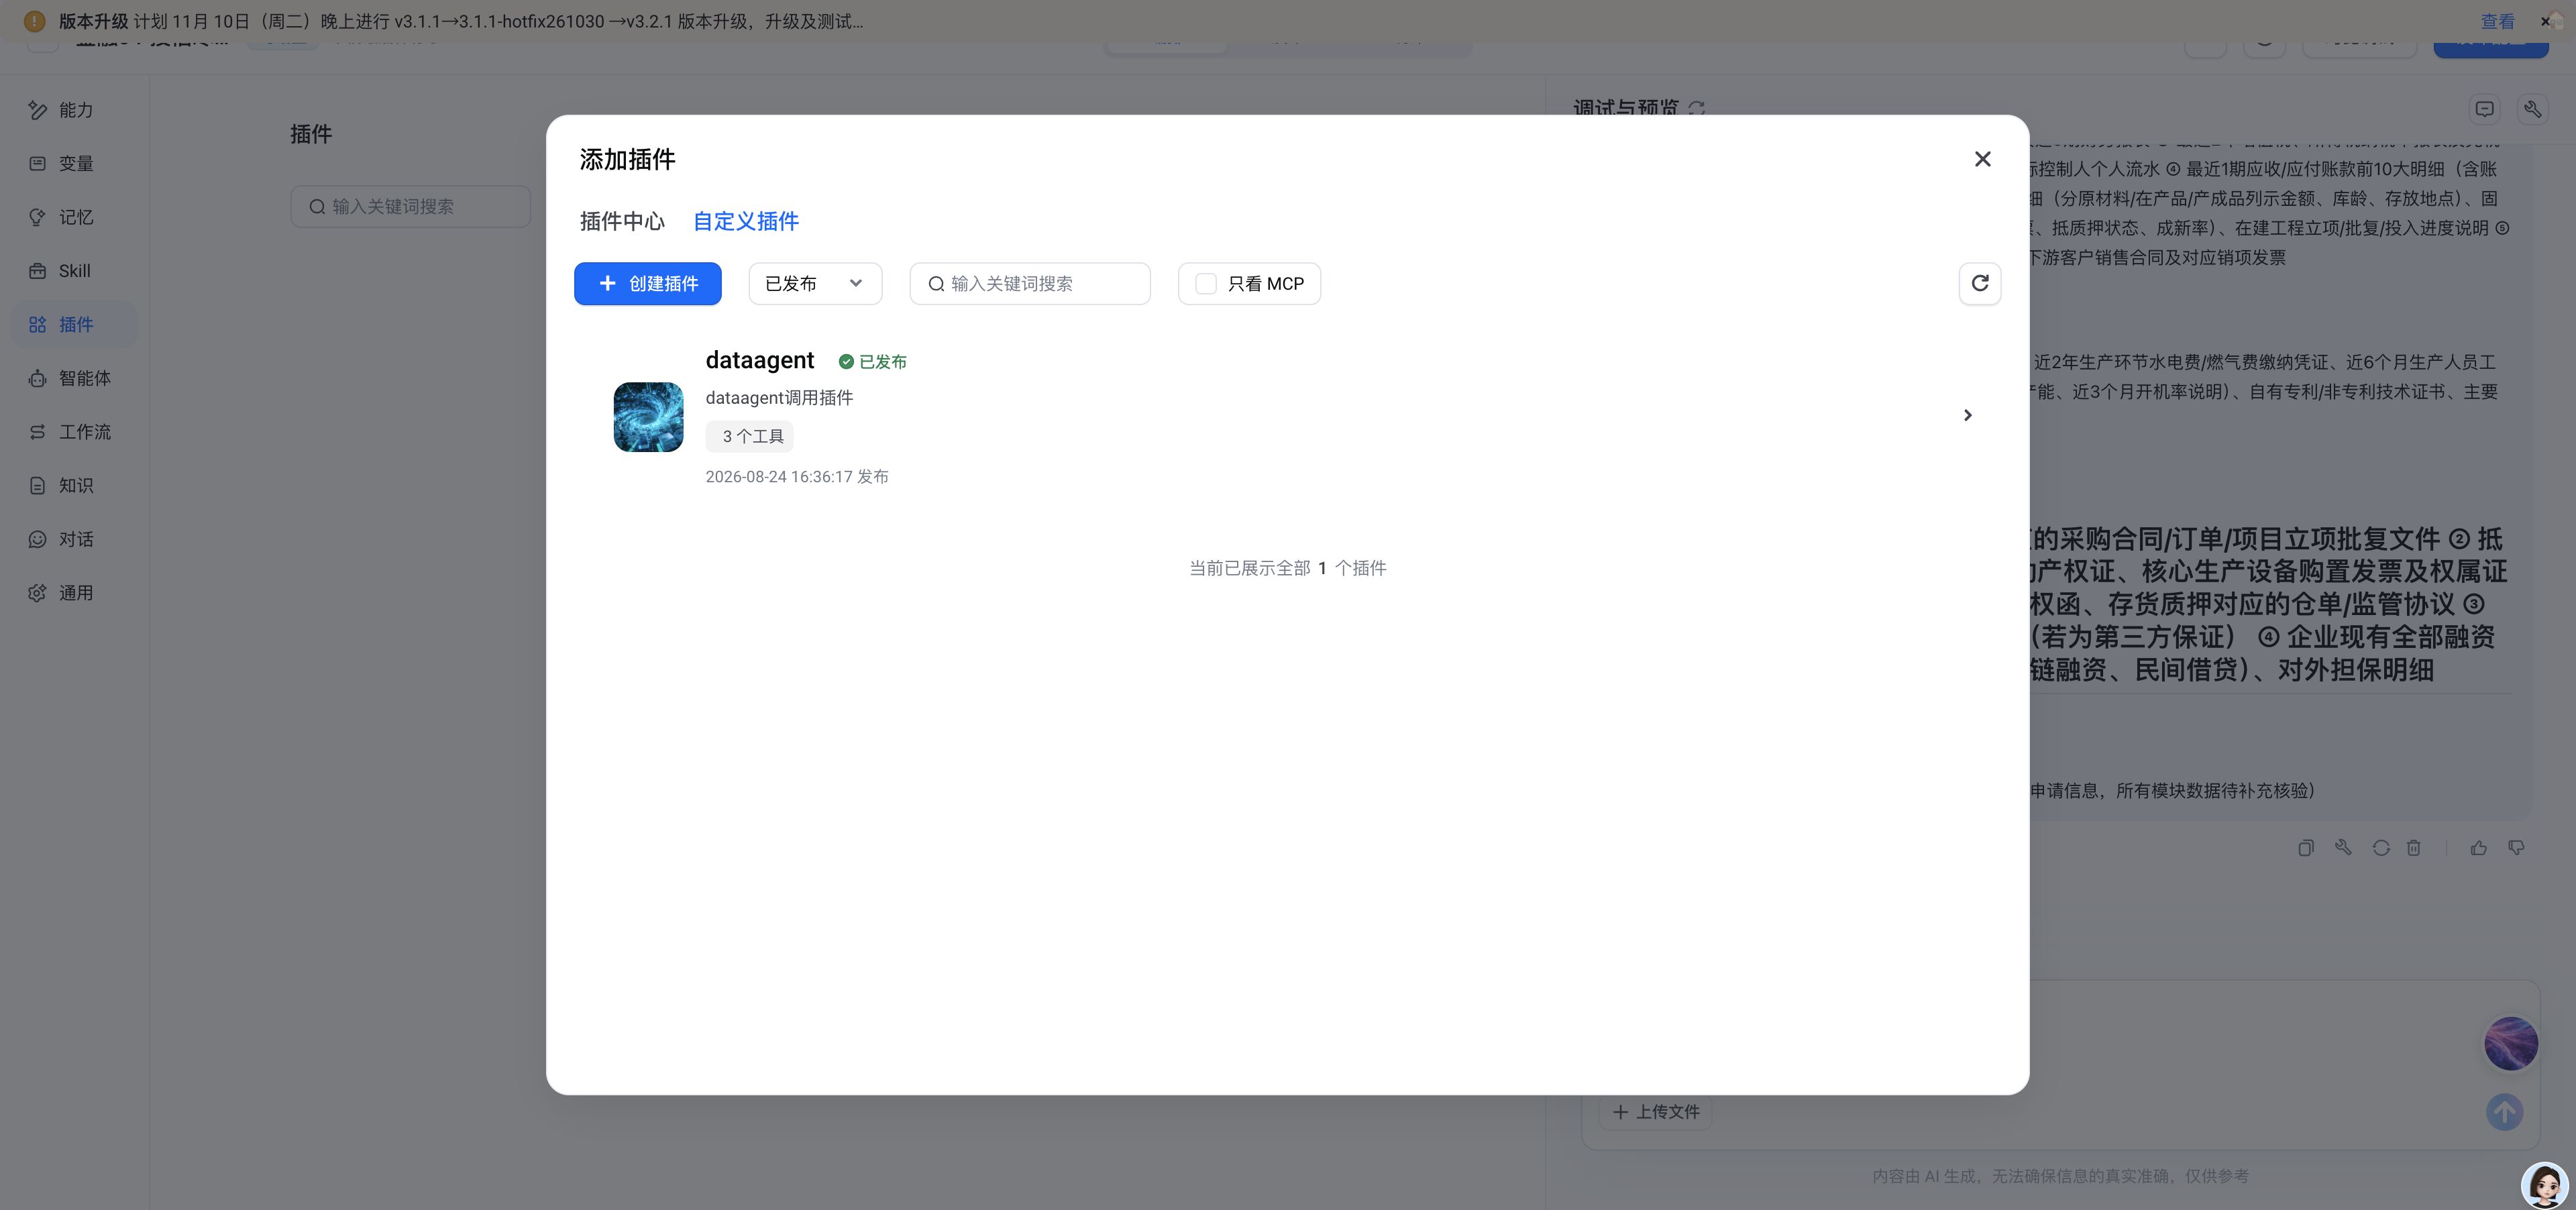 版本升级 计划 11月 10日（周二）晚上进行 v3.1.1→3.1.1-hotfix261030 →v3.2.1 版本升级，升级及测试...
查看
能力
变量
记忆
Skill
插件
智能体
工作流
知识
对话
通用
插件
输入关键词搜索
调试与预览
添加插件
插件中心
自定义插件
创建插件
已发布
输入关键词搜索
只看 MCP
dataagent
已发布
dataagent调用插件
3 个工具
2026-08-24 16:36:17 发布
当前已展示全部 1 个插件
控制人个人流水 ④ 最近1期应收/应付账款前10大明细（含账
细（分原材料/在产品/产成品列示金额、库龄、存放地点）、固
、抵质押状态、成新率）、在建工程立项/批复/投入进度说明 ⑤
下游客户销售合同及对应销项发票
近2年生产环节水电费/燃气费缴纳凭证、近6个月生产人员工
能、近3个月开机率说明）、自有专利/非专利技术证书、主要
的采购合同/订单/项目立项批复文件 ② 抵
产权证、核心生产设备购置发票及权属证
权函、存货质押对应的仓单/监管协议 ③
（若为第三方保证） ④ 企业现有全部融资
链融资、民间借贷）、对外担保明细
申请信息，所有模块数据待补充核验）
上传文件
内容由 AI 生成，无法确保信息的真实准确，仅供参考